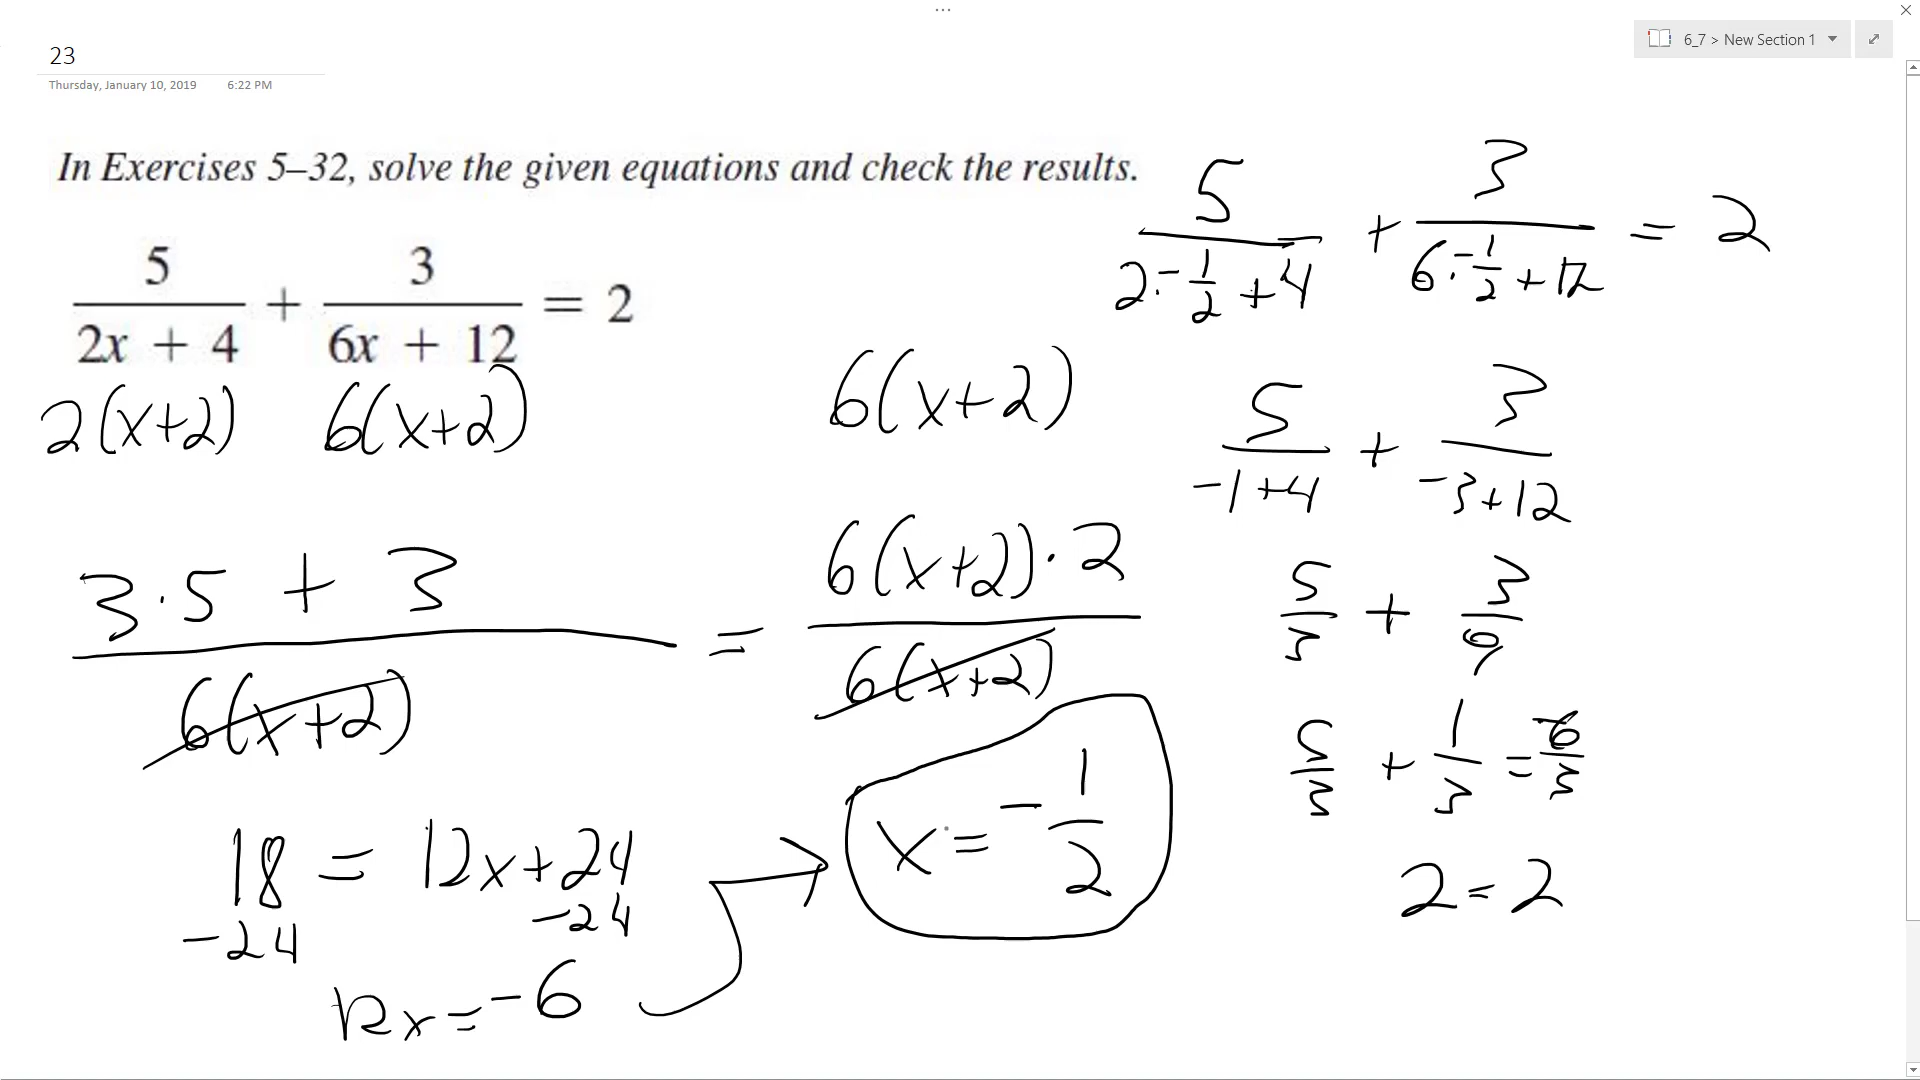 ...
6_7 > New Section 1
23
Thursday, January 10, 2019 6:22 PM
In Exercises 5–32, solve the given equations and check the results.
5/(2x + 4) + 3/(6x + 12) = 2
2(x+2) 6(x+2)
6(x+2)
(3·5 + 3)/(6(x+2)) = (6(x+2)·2)/(6(x+2))
18 = 12x+24
-24 -24
12x = -6
x = -1/2
5/(2·-1/2+4) + 3/(6·-1/2+12) = 2
5/(-1+4) + 3/(-3+12)
5/3 + 3/9
5/3 + 1/3 = 6/3
2 = 2